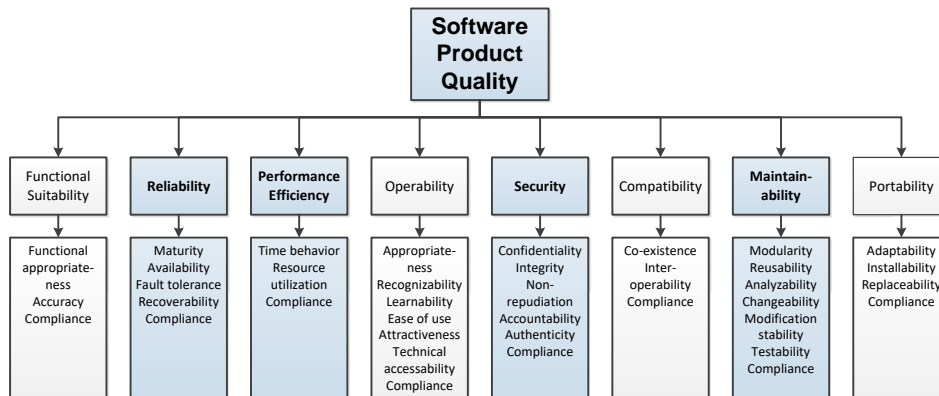 Software
Product
Quality
Functional
Suitability
Reliability
Performance
Efficiency
Operability
Security
Compatibility
Maintain-
ability
Portability
Functional
appropriate-
ness
Accuracy
Compliance
Maturity
Availability
Fault tolerance
Recoverability
Compliance
Time behavior
Resource
utilization
Compliance
Appropriate-
ness
Recognizability
Learnability
Ease of use
Attractiveness
Technical
accessability
Compliance
Confidentiality
Integrity
Non-
repudiation
Accountability
Authenticity
Compliance
Co-existence
Inter-
operability
Compliance
Modularity
Reusability
Analyzability
Changeability
Modification
stability
Testability
Compliance
Adaptability
Installability
Replaceability
Compliance